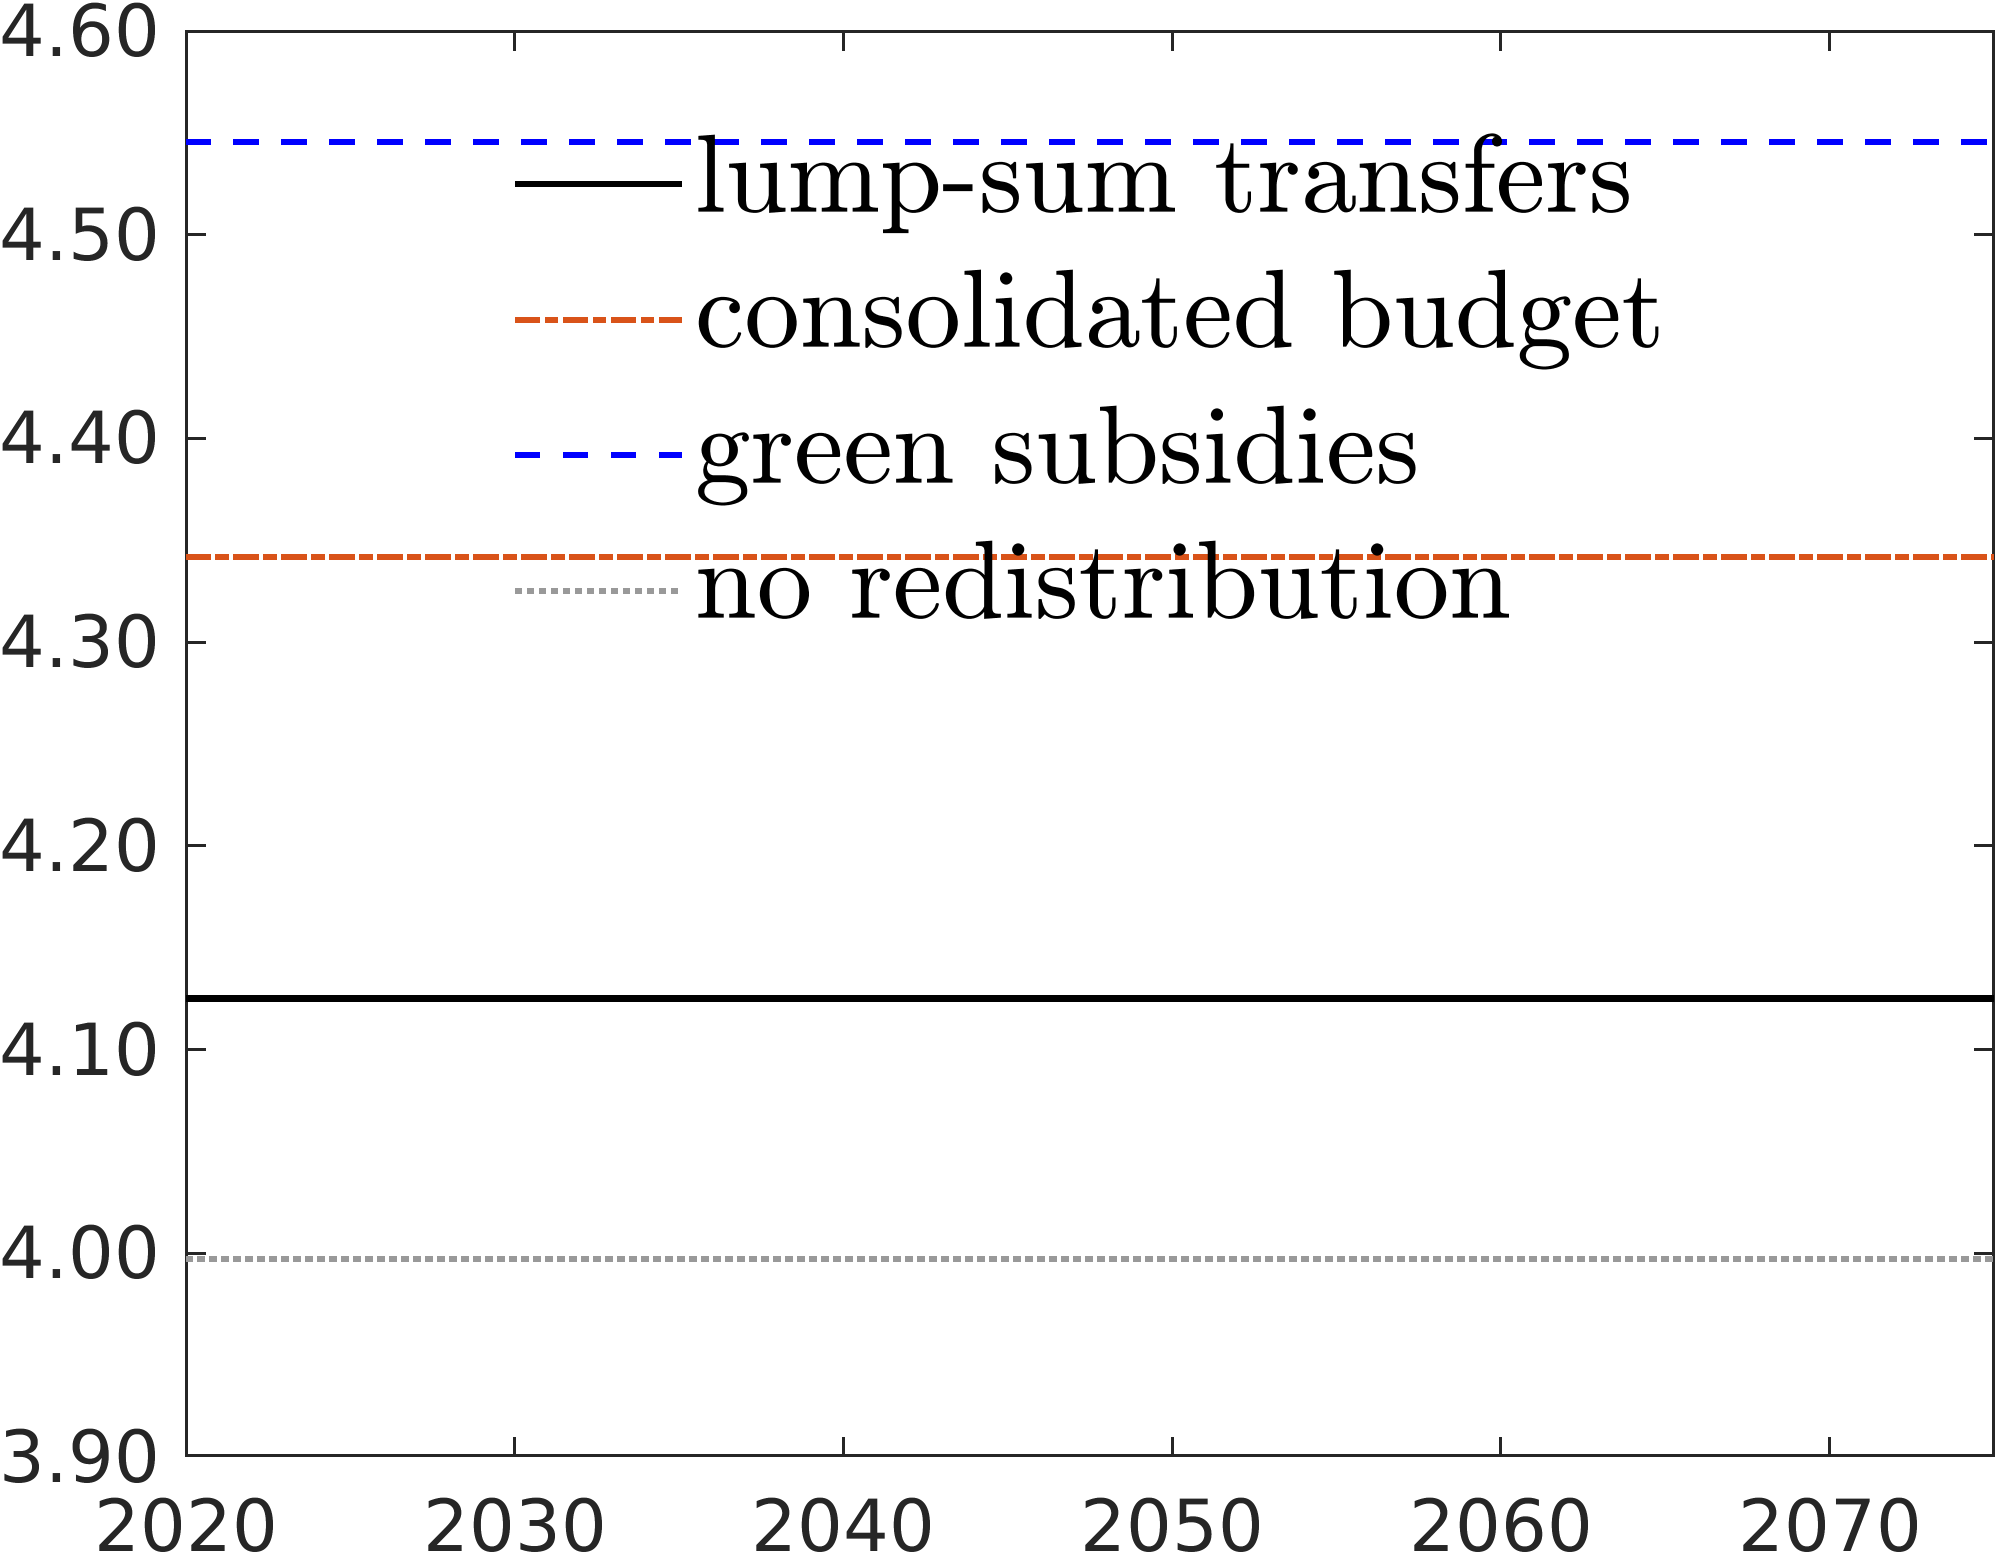 4.60
lump-sum transfers
4.50
consolidated budget
4.40
green subsidies
no redistribution
4.30
4.20
4.10
4.00
3.90
2020 2030 2040 2050 2060 2070